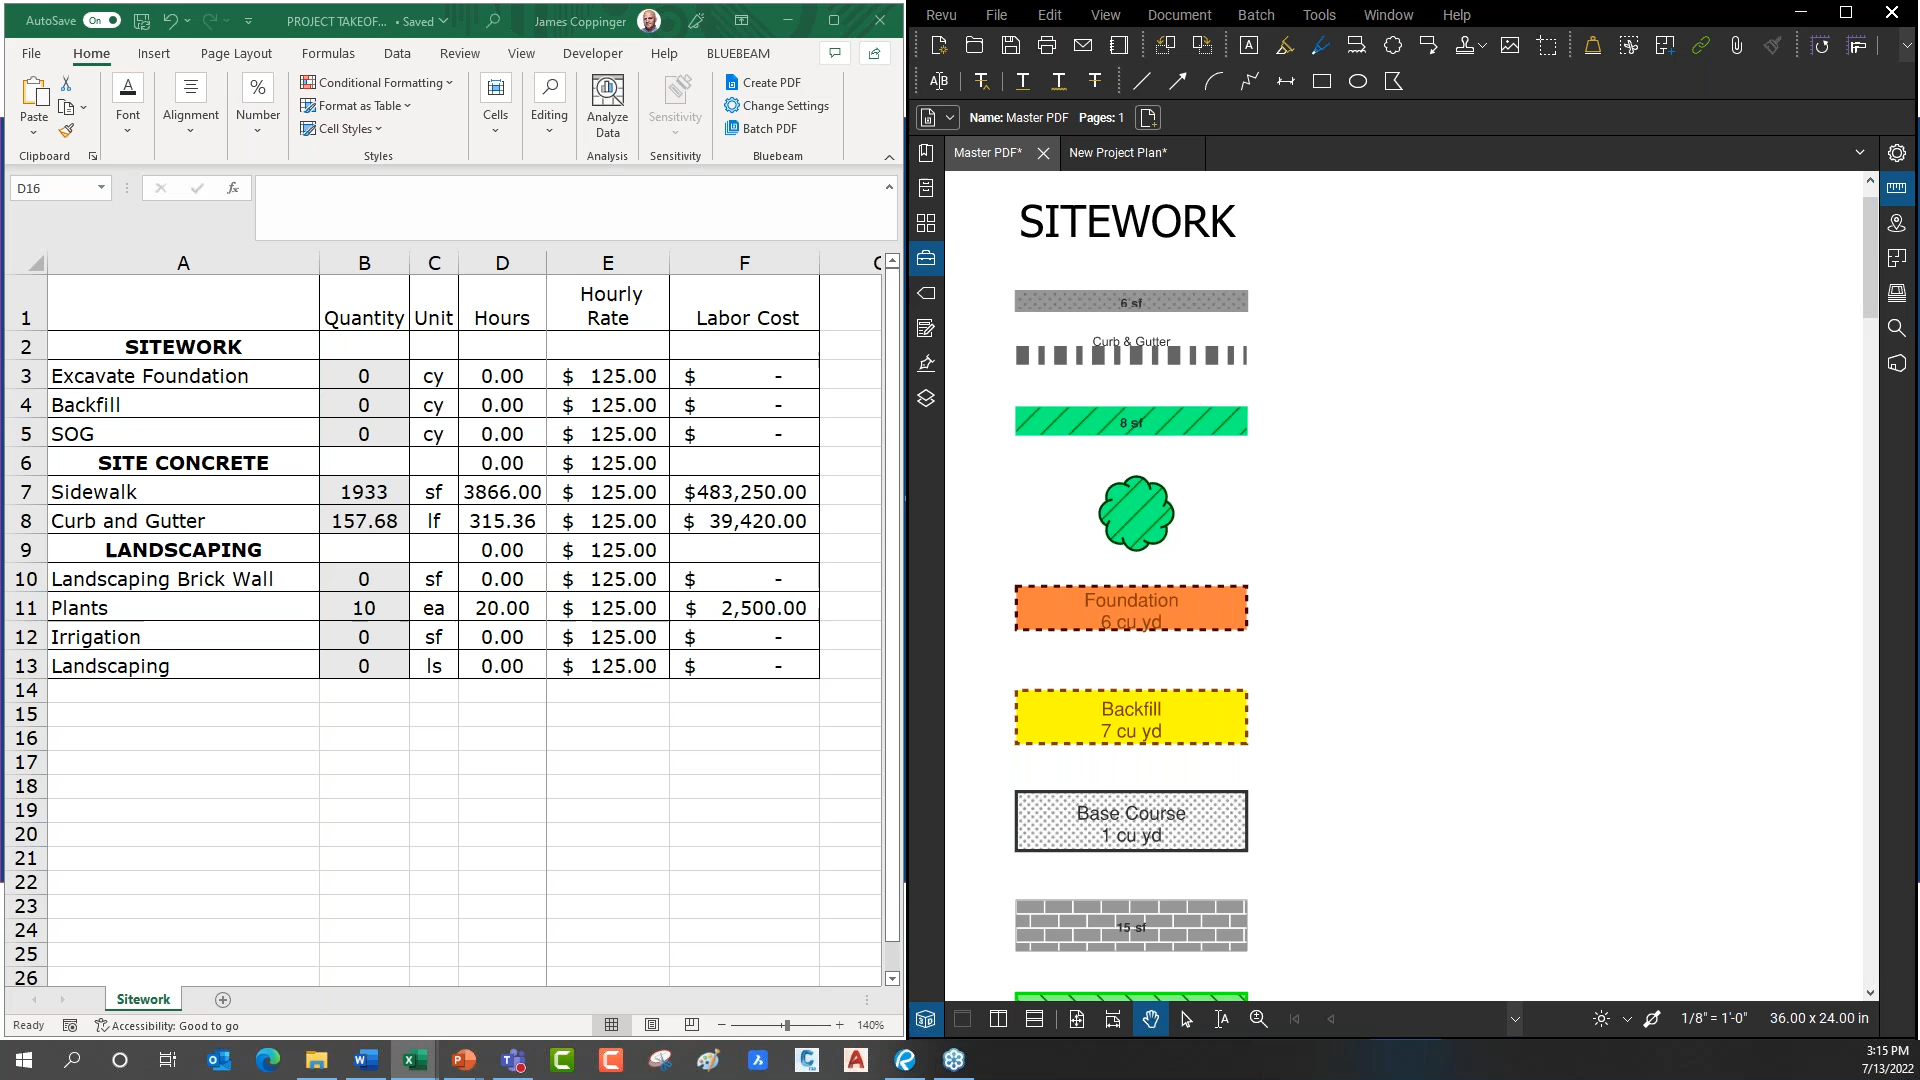 AutoSave On PROJECT TAKEOF... • Saved James Coppinger
File Home Insert Page Layout Formulas Data Review View Developer Help BLUEBEAM
Paste Font Alignment Number Conditional Formatting Format as Table Cell Styles Cells Editing Analyze Data Sensitivity Create PDF Change Settings Batch PDF
Clipboard Styles Analysis Sensitivity Bluebeam
D16 fx
A B C D E F
1 Quantity Unit Hours Hourly Rate Labor Cost
2 SITEWORK
3 Excavate Foundation 0 cy 0.00 $ 125.00 $ -
4 Backfill 0 cy 0.00 $ 125.00 $ -
5 SOG 0 cy 0.00 $ 125.00 $ -
6 SITE CONCRETE 0.00 $ 125.00
7 Sidewalk 1933 sf 3866.00 $ 125.00 $483,250.00
8 Curb and Gutter 157.68 lf 315.36 $ 125.00 $ 39,420.00
9 LANDSCAPING 0.00 $ 125.00
10 Landscaping Brick Wall 0 sf 0.00 $ 125.00 $ -
11 Plants 10 ea 20.00 $ 125.00 $ 2,500.00
12 Irrigation 0 sf 0.00 $ 125.00 $ -
13 Landscaping 0 ls 0.00 $ 125.00 $ -
14
15
16
17
18
19
20
21
22
23
24
25
26
Sitework
Ready Accessibility: Good to go 140%
Revu File Edit View Document Batch Tools Window Help
Name: Master PDF Pages: 1
Master PDF* New Project Plan*
SITEWORK
6 sf
Curb & Gutter
8 sf
Foundation
6 cu yd
Backfill
7 cu yd
Base Course
1 cu yd
15 sf
1/8" = 1'-0" 36.00 x 24.00 in
3:15 PM
7/13/2022